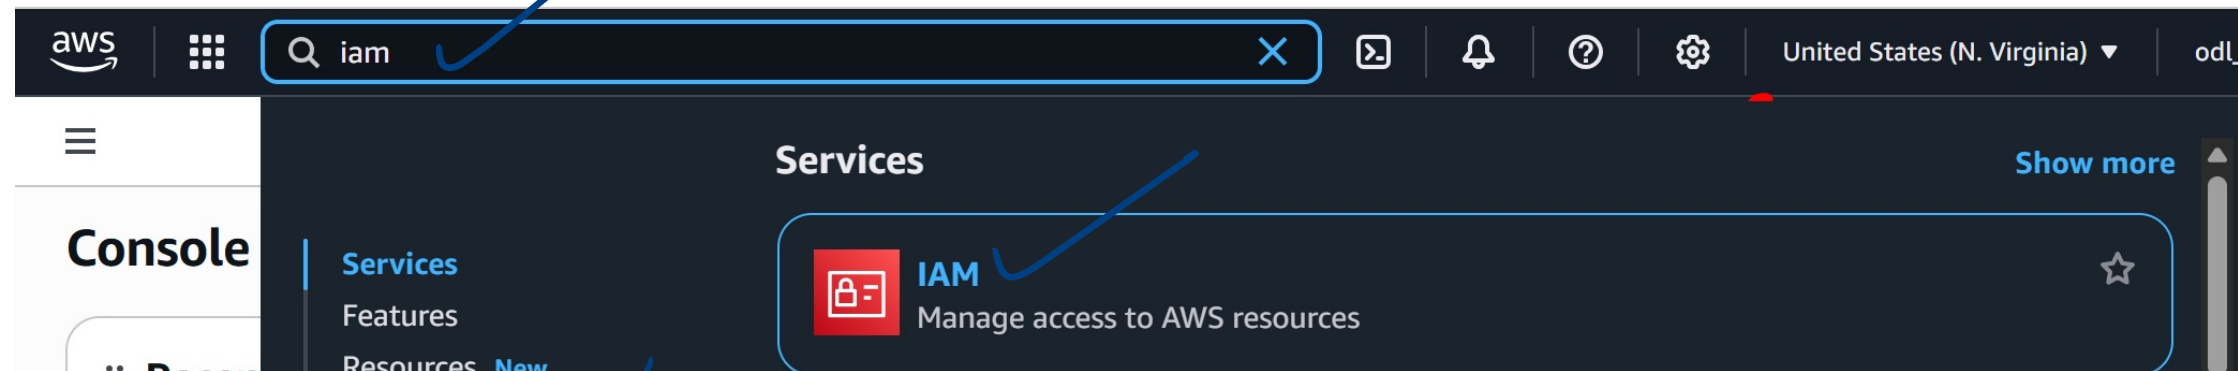 aws
iam
United States (N. Virginia)
odl_
Services
Show more
Console
Services
Features
Resources New
IAM
Manage access to AWS resources